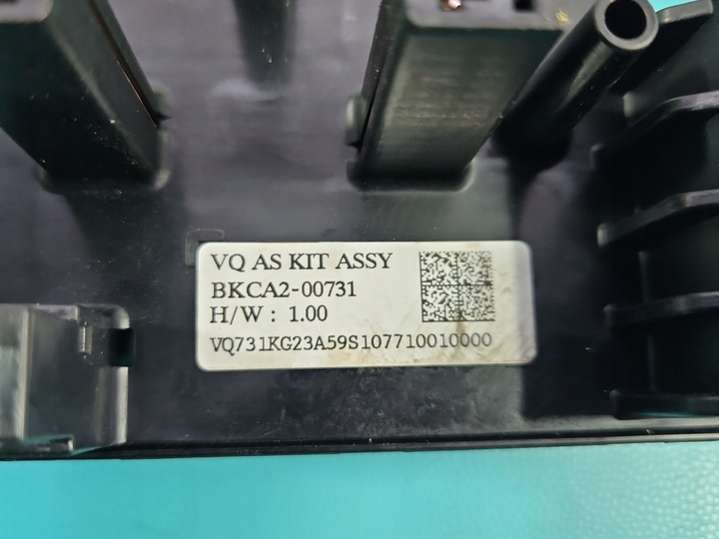 VQ AS KIT ASSY
BKCA2-00731
H/W : 1.00
VQ731KG23A59S107710010000